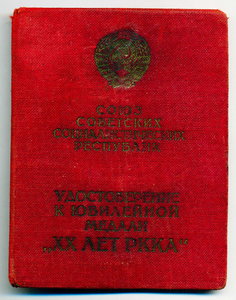 СОЮЗ
СОВЕТСКИХ
СОЦИАЛИСТИЧЕСКИХ
РЕСПУБЛИК
УДОСТОВЕРЕНИЕ
К ЮБИЛЕЙНОЙ
МЕДАЛИ
„XX ЛЕТ РККА"